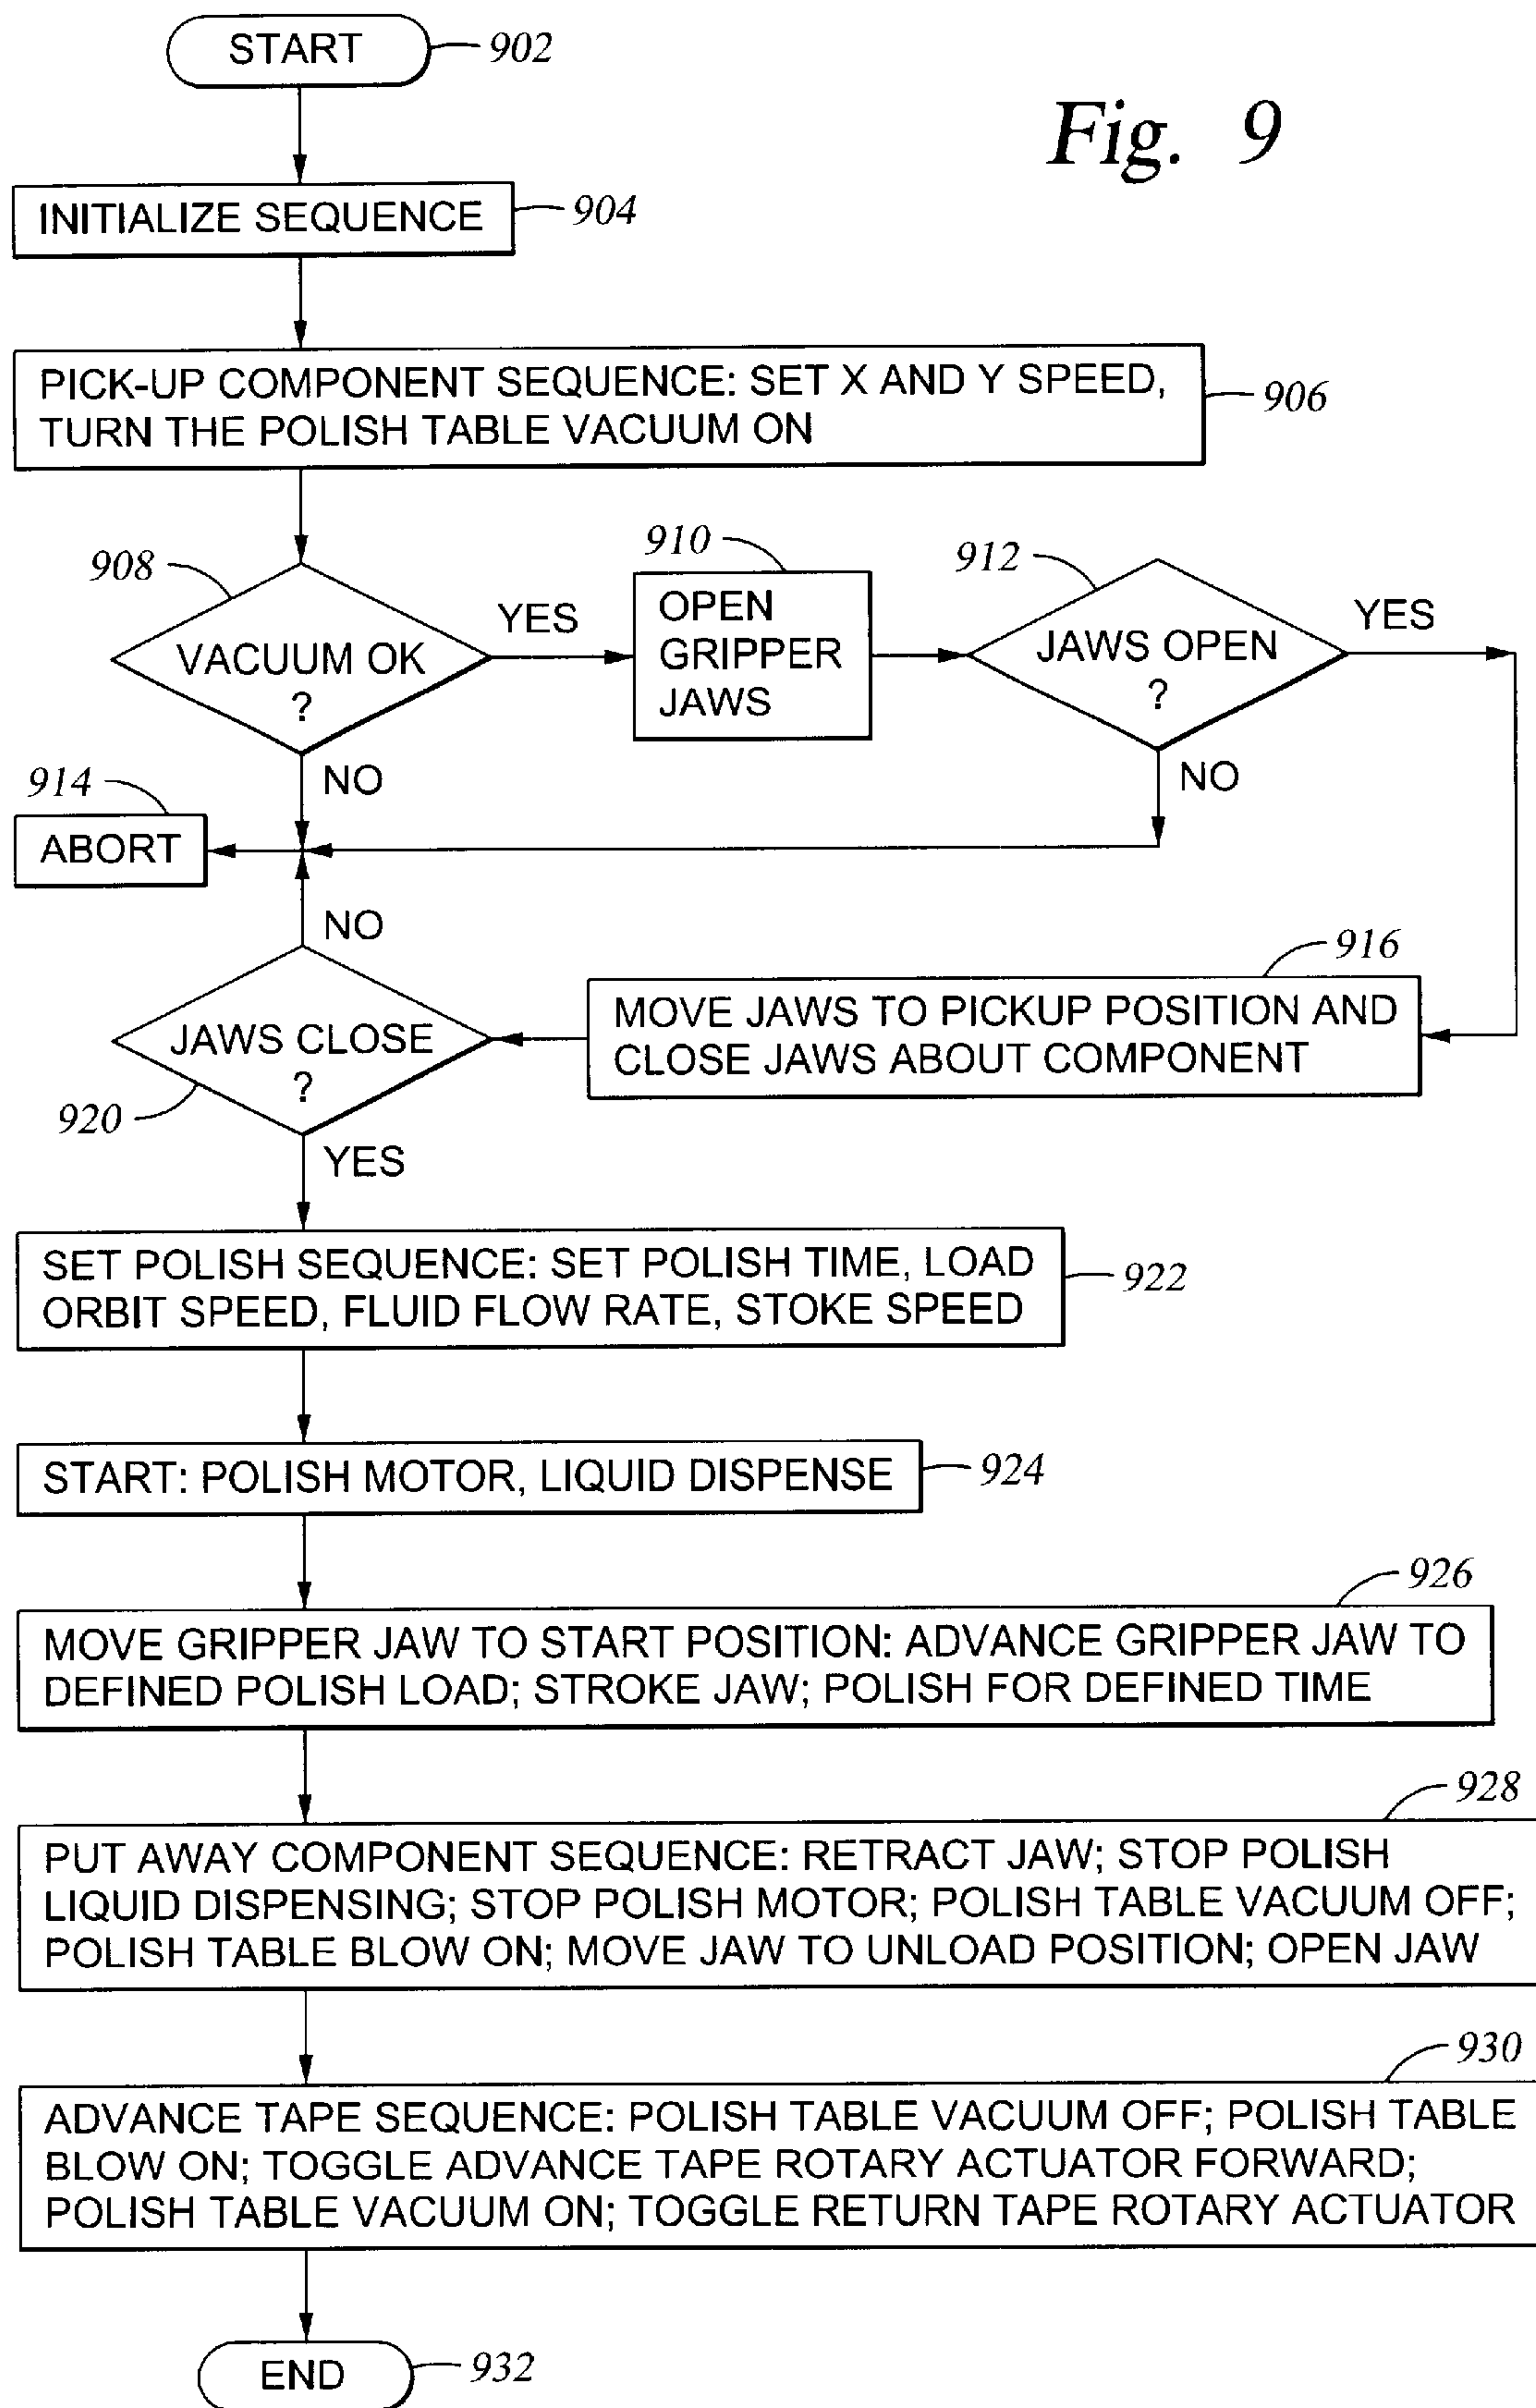 START
902
Fig. 9
INITIALIZE SEQUENCE
904
PICK-UP COMPONENT SEQUENCE: SET X AND Y SPEED,
TURN THE POLISH TABLE VACUUM ON
906
908
VACUUM OK
?
YES
NO
910
OPEN
GRIPPER
JAWS
912
JAWS OPEN
?
YES
NO
914
ABORT
916
MOVE JAWS TO PICKUP POSITION AND
CLOSE JAWS ABOUT COMPONENT
NO
JAWS CLOSE
?
920
YES
SET POLISH SEQUENCE: SET POLISH TIME, LOAD
ORBIT SPEED, FLUID FLOW RATE, STOKE SPEED
922
START: POLISH MOTOR, LIQUID DISPENSE
924
926
MOVE GRIPPER JAW TO START POSITION: ADVANCE GRIPPER JAW TO
DEFINED POLISH LOAD; STROKE JAW; POLISH FOR DEFINED TIME
928
PUT AWAY COMPONENT SEQUENCE: RETRACT JAW; STOP POLISH
LIQUID DISPENSING; STOP POLISH MOTOR; POLISH TABLE VACUUM OFF;
POLISH TABLE BLOW ON; MOVE JAW TO UNLOAD POSITION; OPEN JAW
930
ADVANCE TAPE SEQUENCE: POLISH TABLE VACUUM OFF; POLISH TABLE
BLOW ON; TOGGLE ADVANCE TAPE ROTARY ACTUATOR FORWARD;
POLISH TABLE VACUUM ON; TOGGLE RETURN TAPE ROTARY ACTUATOR
END
932